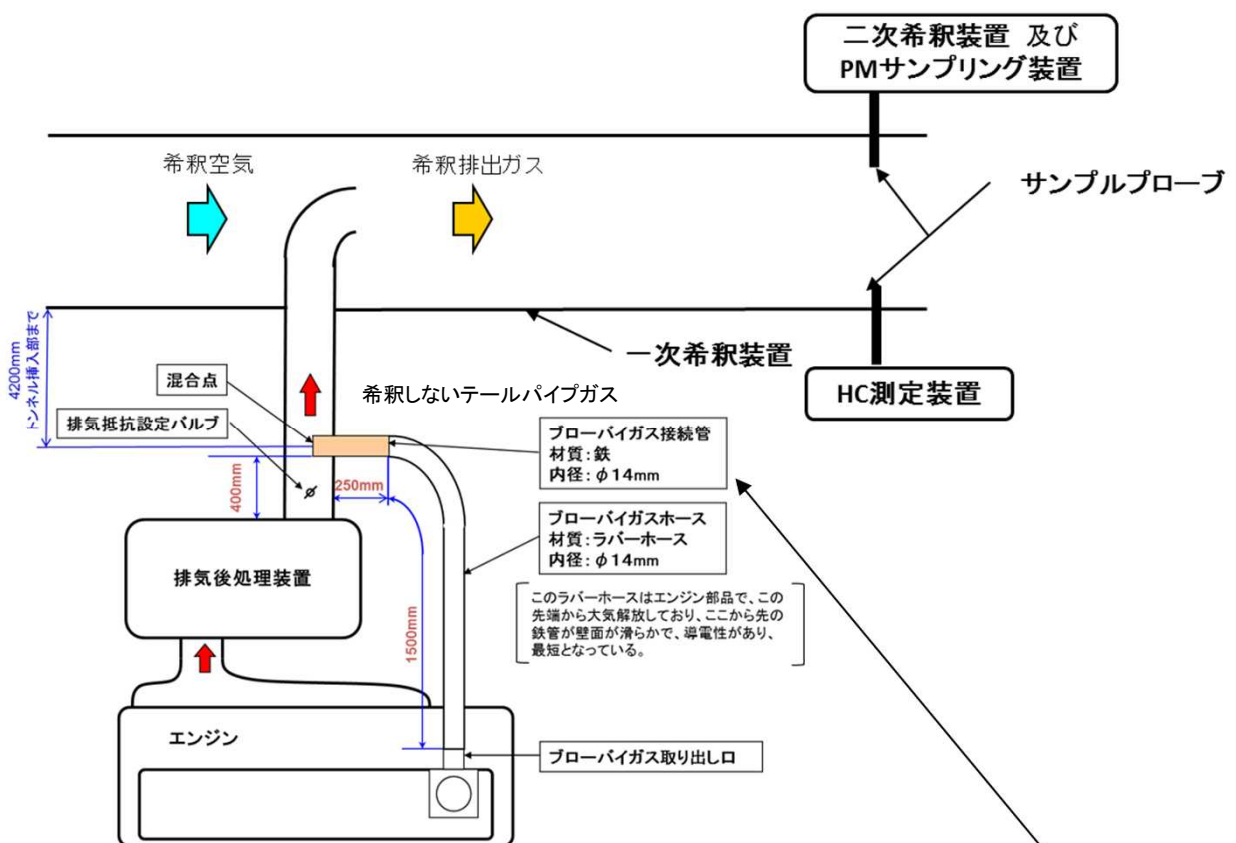 二次希釈装置 及び
PMサンプリング装置
希釈空気
希釈排出ガス
サンプルプローブ
一次希釈装置
4200mm
トンネル挿入部まで
混合点
希釈しないテールパイプガス
HC測定装置
排気抵抗設定バルブ
ブローバイガス接続管
材質：鉄
内径：φ14mm
400mm
250mm
ブローバイガスホース
材質：ラバーホース
内径：φ14mm
排気後処理装置
このラバーホースはエンジン部品で、この
先端から大気解放しており、ここから先の
鉄管が壁面が滑らかで、導電性があり、
最短となっている。
1500mm
エンジン
ブローバイガス取り出し口